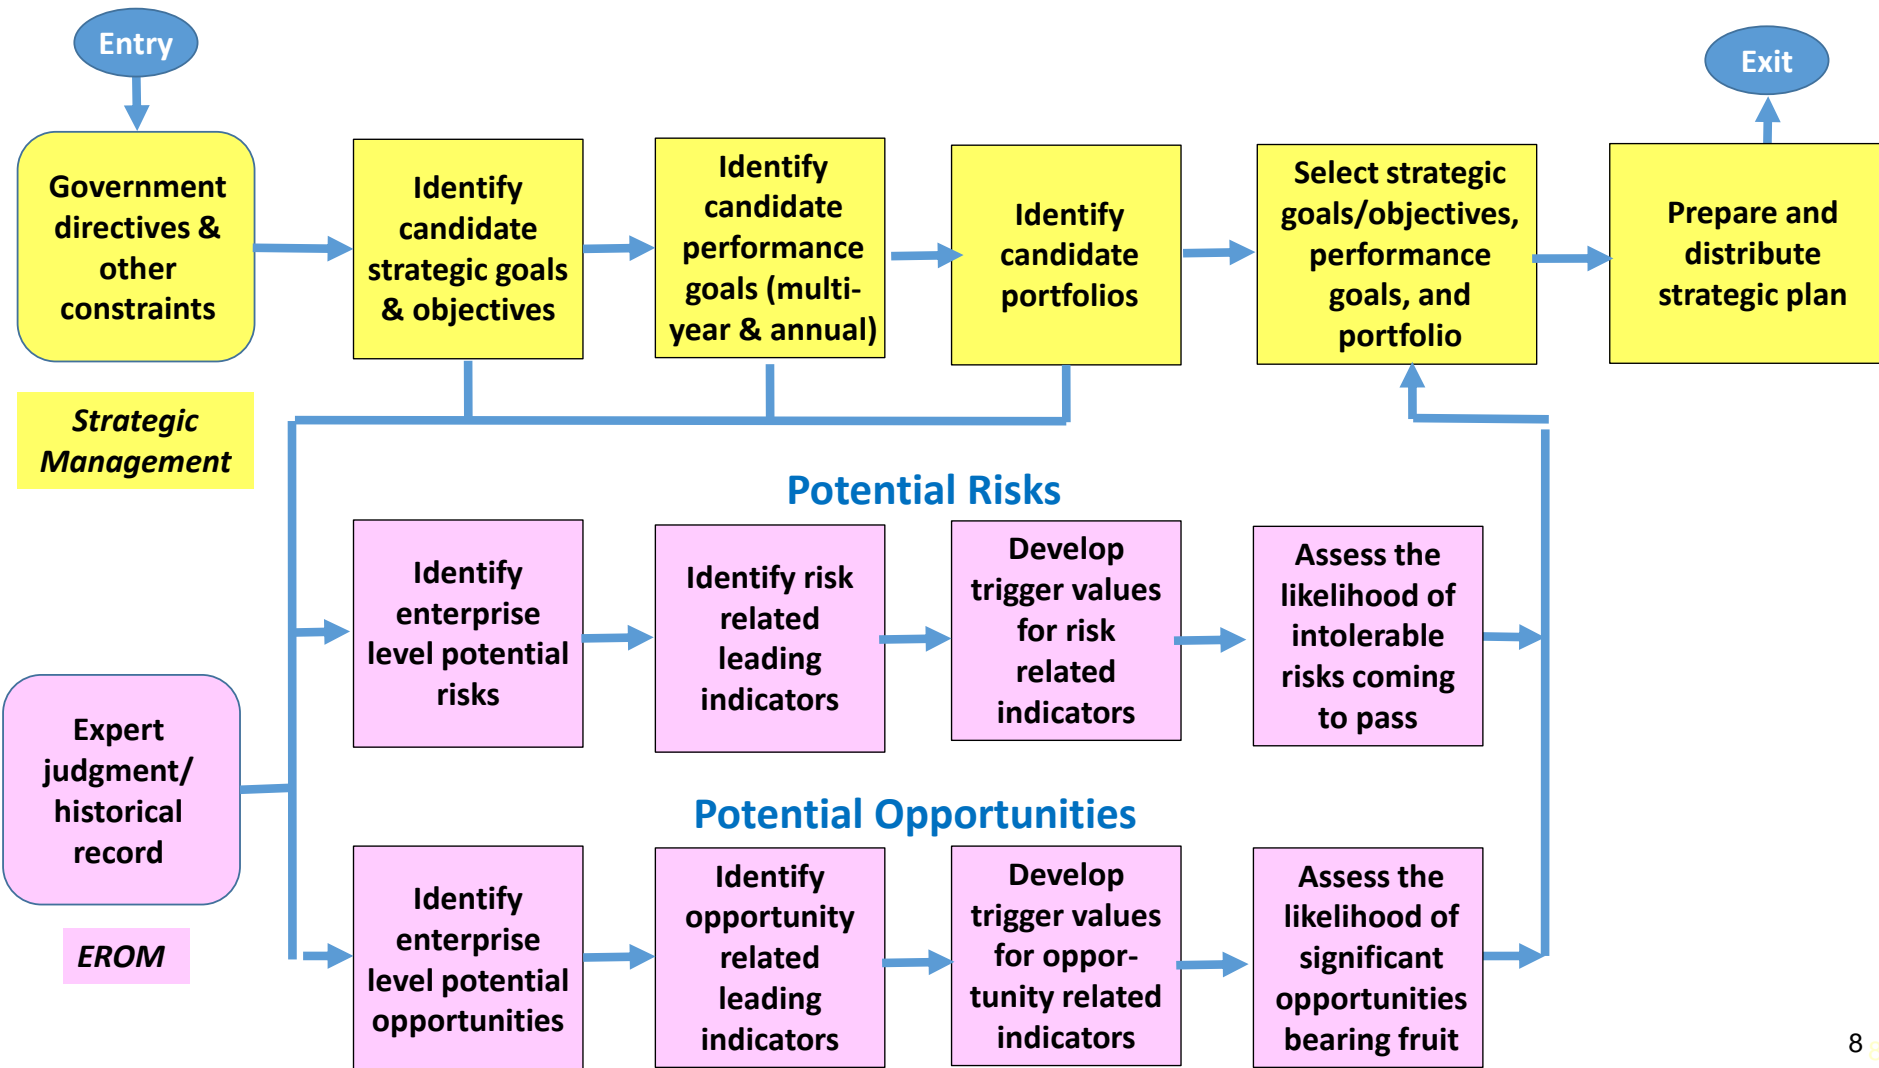 Entry
Exit
Government
directives &
other
constraints
Identify
candidate
strategic goals
& objectives
Identify
candidate
performance
goals (multi-
year & annual)
Identify
candidate
portfolios
Select strategic
goals/objectives,
performance
goals, and
portfolio
Prepare and
distribute
strategic plan
Strategic
Management
Potential Risks
Identify
enterprise
level potential
risks
Identify risk
related
leading
indicators
Develop
trigger values
for risk
related
indicators
Assess the
likelihood of
intolerable
risks coming
to pass
Expert
judgment/
historical
record
EROM
Potential Opportunities
Identify
enterprise
level potential
opportunities
Identify
opportunity
related
leading
indicators
Develop
trigger values
for oppor-
tunity related
indicators
Assess the
likelihood of
significant
opportunities
bearing fruit
8